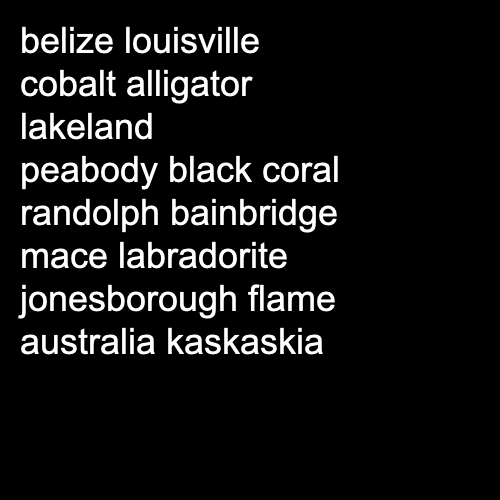 belize louisville
cobalt alligator
lakeland
peabody black coral
randolph bainbridge
mace labradorite
jonesborough flame
australia kaskaskia